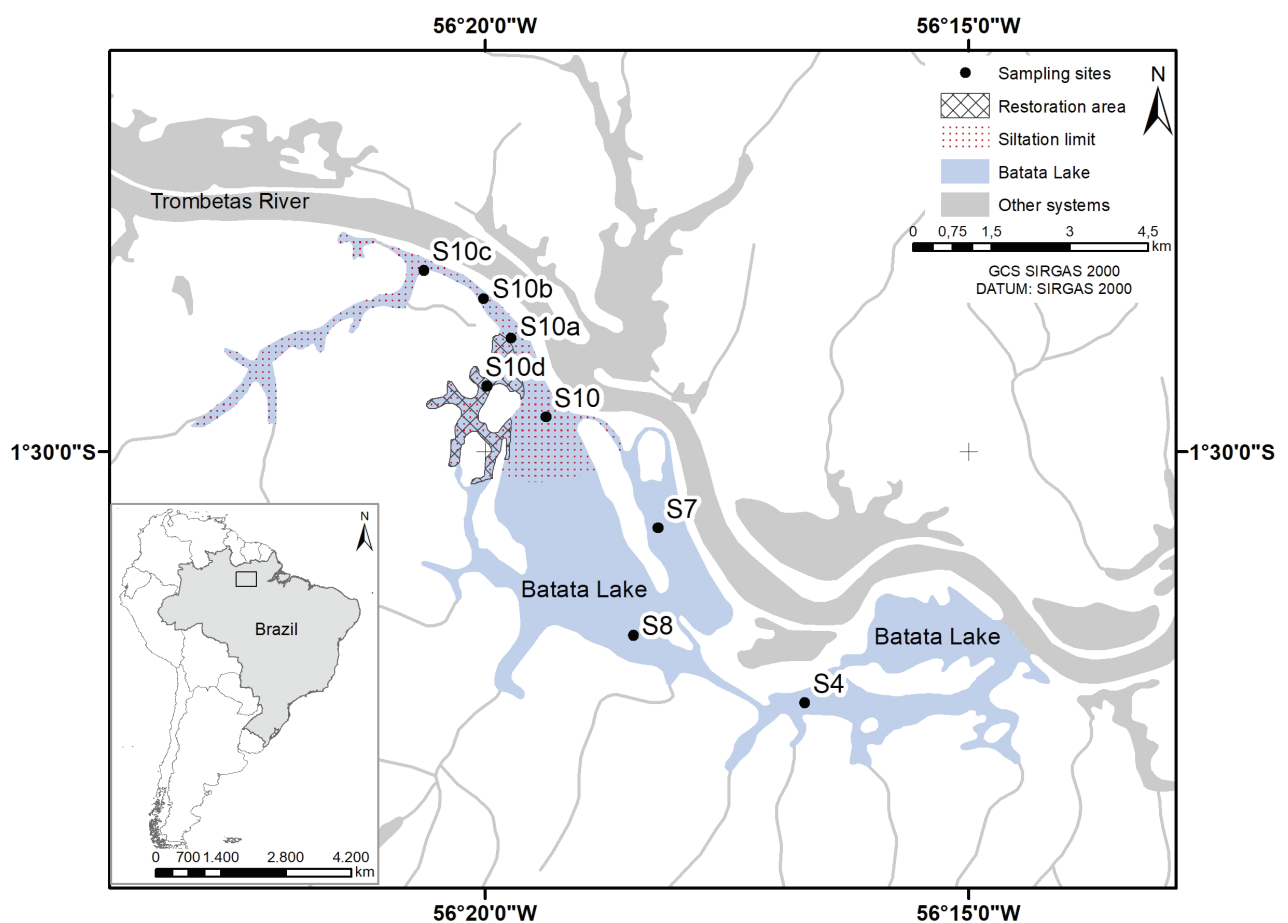 56°20'0"W
56°15'0"W
Sampling sites
N
Restoration area
Siltation limit
Batata Lake
Other systems
0 0,75 1,5 3 4,5
km
GCS SIRGAS 2000
DATUM: SIRGAS 2000
Trombetas River
S10c
S10b
S10a
S10d
S10
1°30'0"S
1°30'0"S
S7
Batata Lake
S8
Batata Lake
S4
N
Brazil
0 700 1.400 2.800 4.200
km
56°20'0"W
56°15'0"W